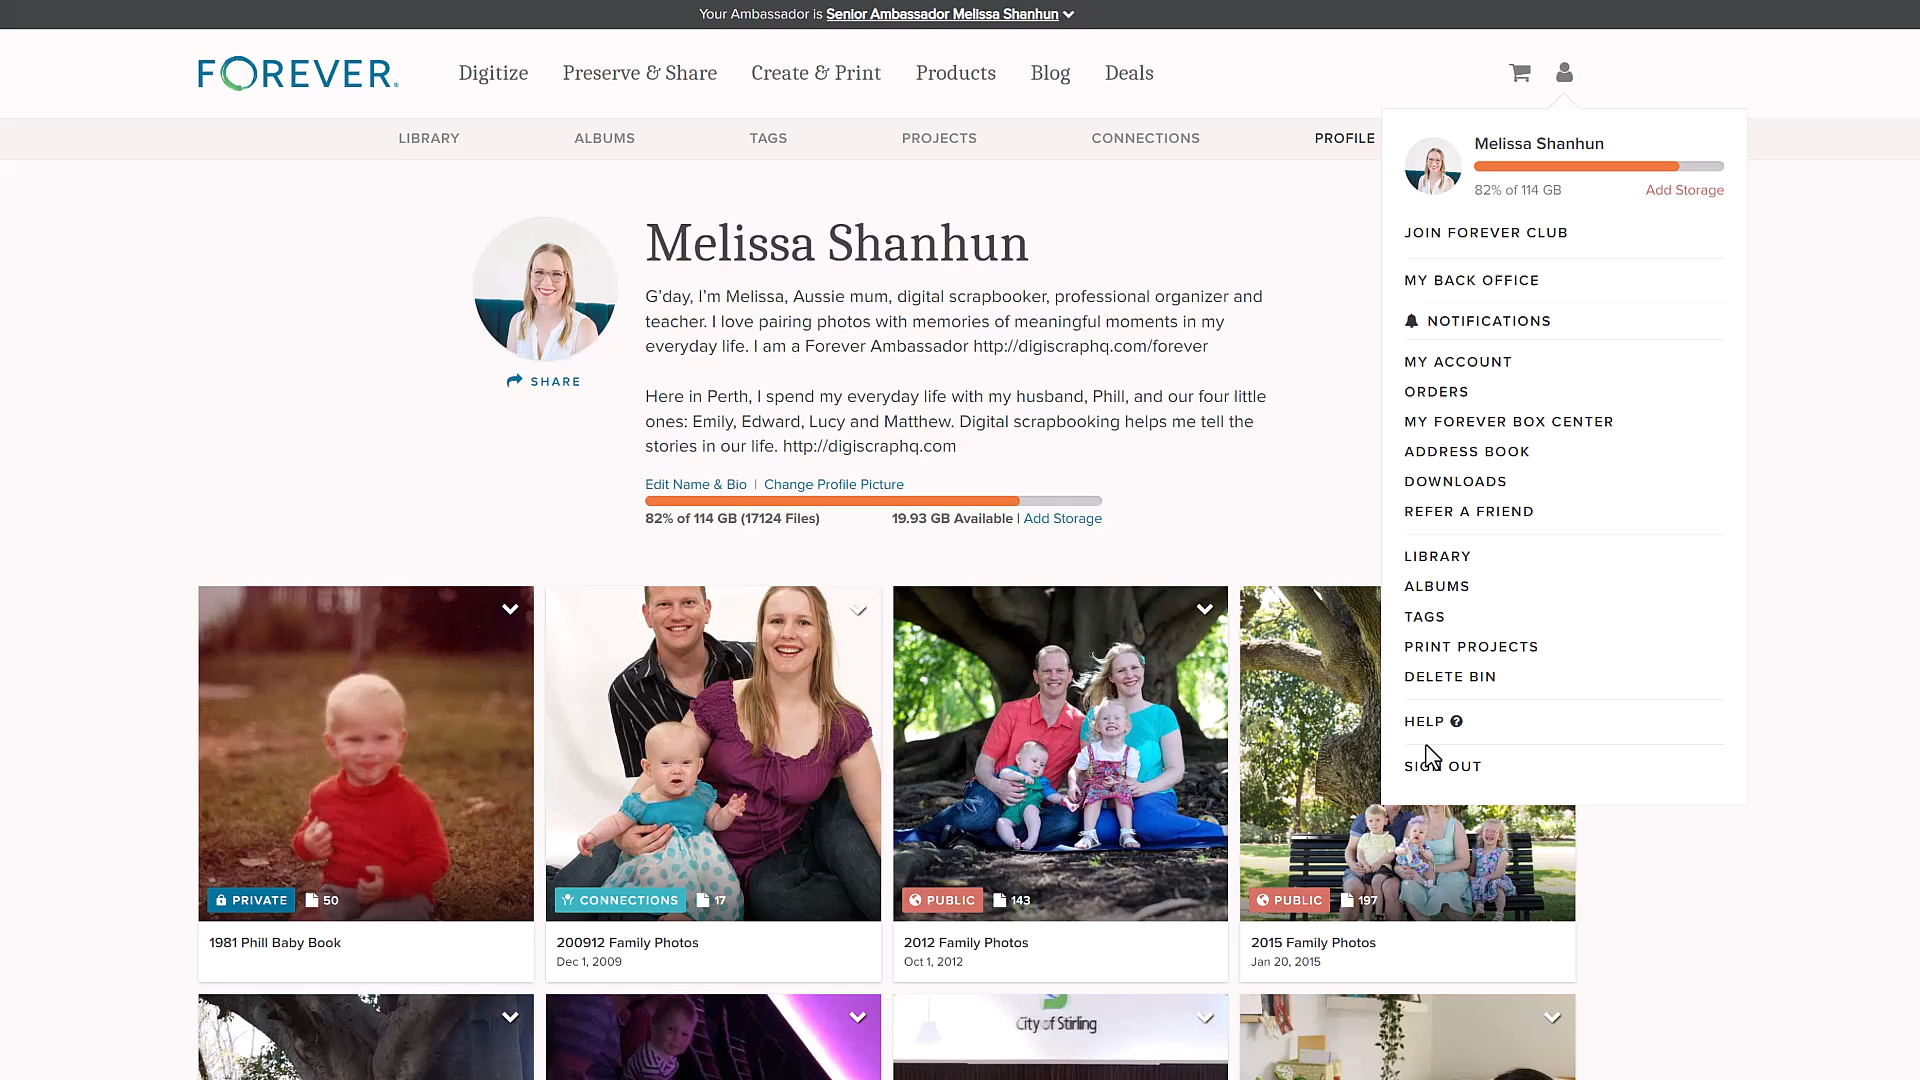 Your Ambassador is Senior Ambassador Melissa Shanhun
FOREVER.
Digitize
Preserve & Share
Create & Print
Products
Blog
Deals
LIBRARY
ALBUMS
TAGS
PROJECTS
CONNECTIONS
PROFILE
Melissa Shanhun
82% of 114 GB
Add Storage
JOIN FOREVER CLUB
MY BACK OFFICE
NOTIFICATIONS
MY ACCOUNT
ORDERS
MY FOREVER BOX CENTER
ADDRESS BOOK
DOWNLOADS
REFER A FRIEND
LIBRARY
ALBUMS
TAGS
PRINT PROJECTS
DELETE BIN
HELP
SIGN OUT
Melissa Shanhun
G'day, I'm Melissa, Aussie mum, digital scrapbooker, professional organizer and
teacher. I love pairing photos with memories of meaningful moments in my
everyday life. I am a Forever Ambassador http://digiscraphq.com/forever
Here in Perth, I spend my everyday life with my husband, Phill, and our four little
ones: Emily, Edward, Lucy and Matthew. Digital scrapbooking helps me tell the
stories in our life. http://digiscraphq.com
SHARE
Edit Name & Bio | Change Profile Picture
82% of 114 GB (17124 Files)
19.93 GB Available | Add Storage
PRIVATE 50
1981 Phill Baby Book
CONNECTIONS 17
200912 Family Photos
Dec 1, 2009
PUBLIC 143
2012 Family Photos
Oct 1, 2012
PUBLIC 197
2015 Family Photos
Jan 20, 2015
City of Stirling